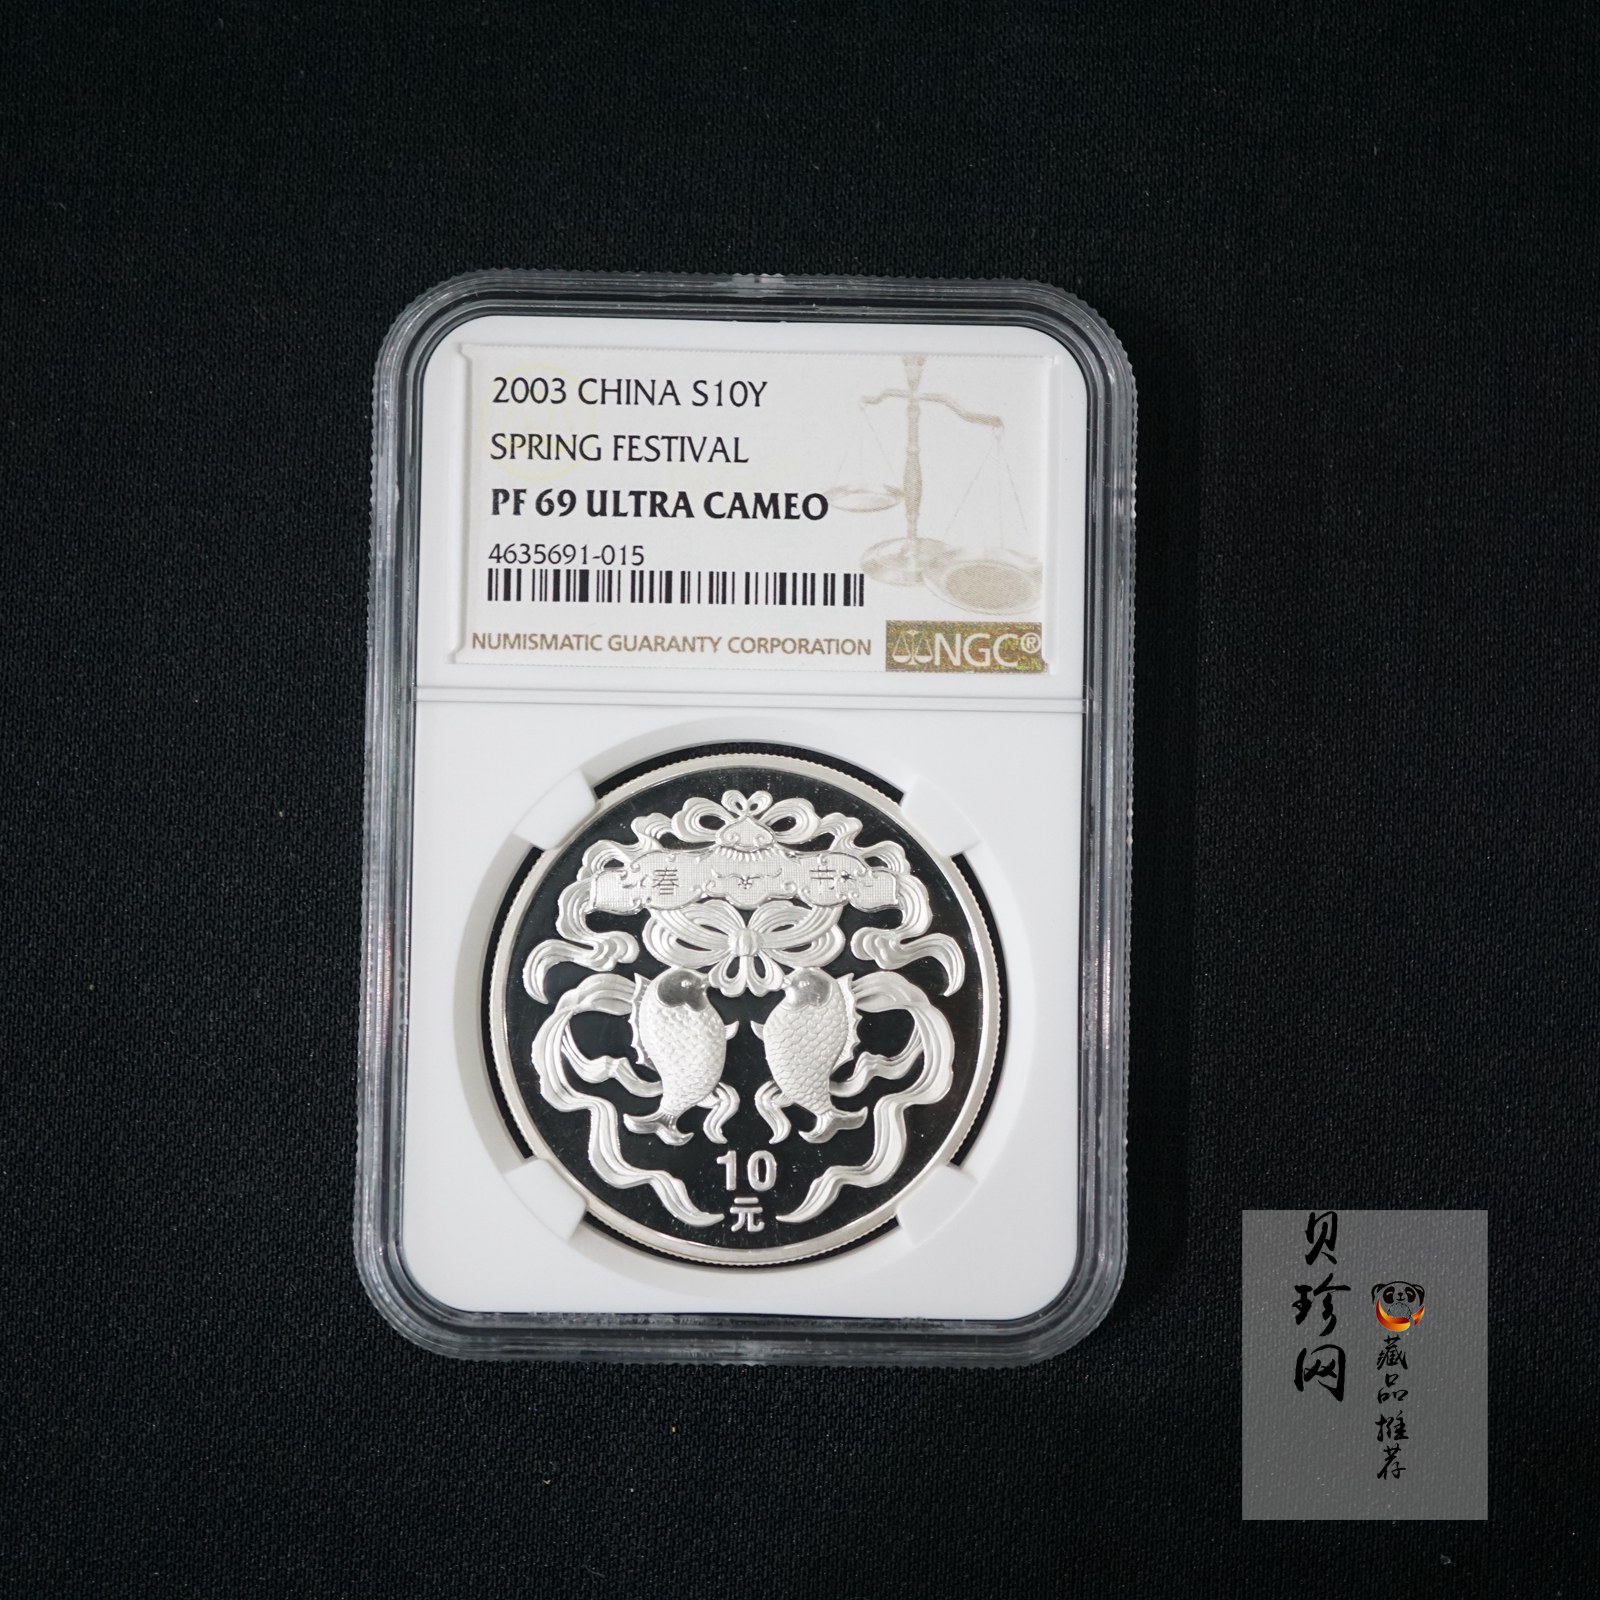 2003 CHINA S10Y
SPRING FESTIVAL
PF 69 ULTRA CAMEO
4635691-015
NUMISMATIC GUARANTY CORPORATION
NGC®
春 节
10
元
贝珍网
藏品推荐